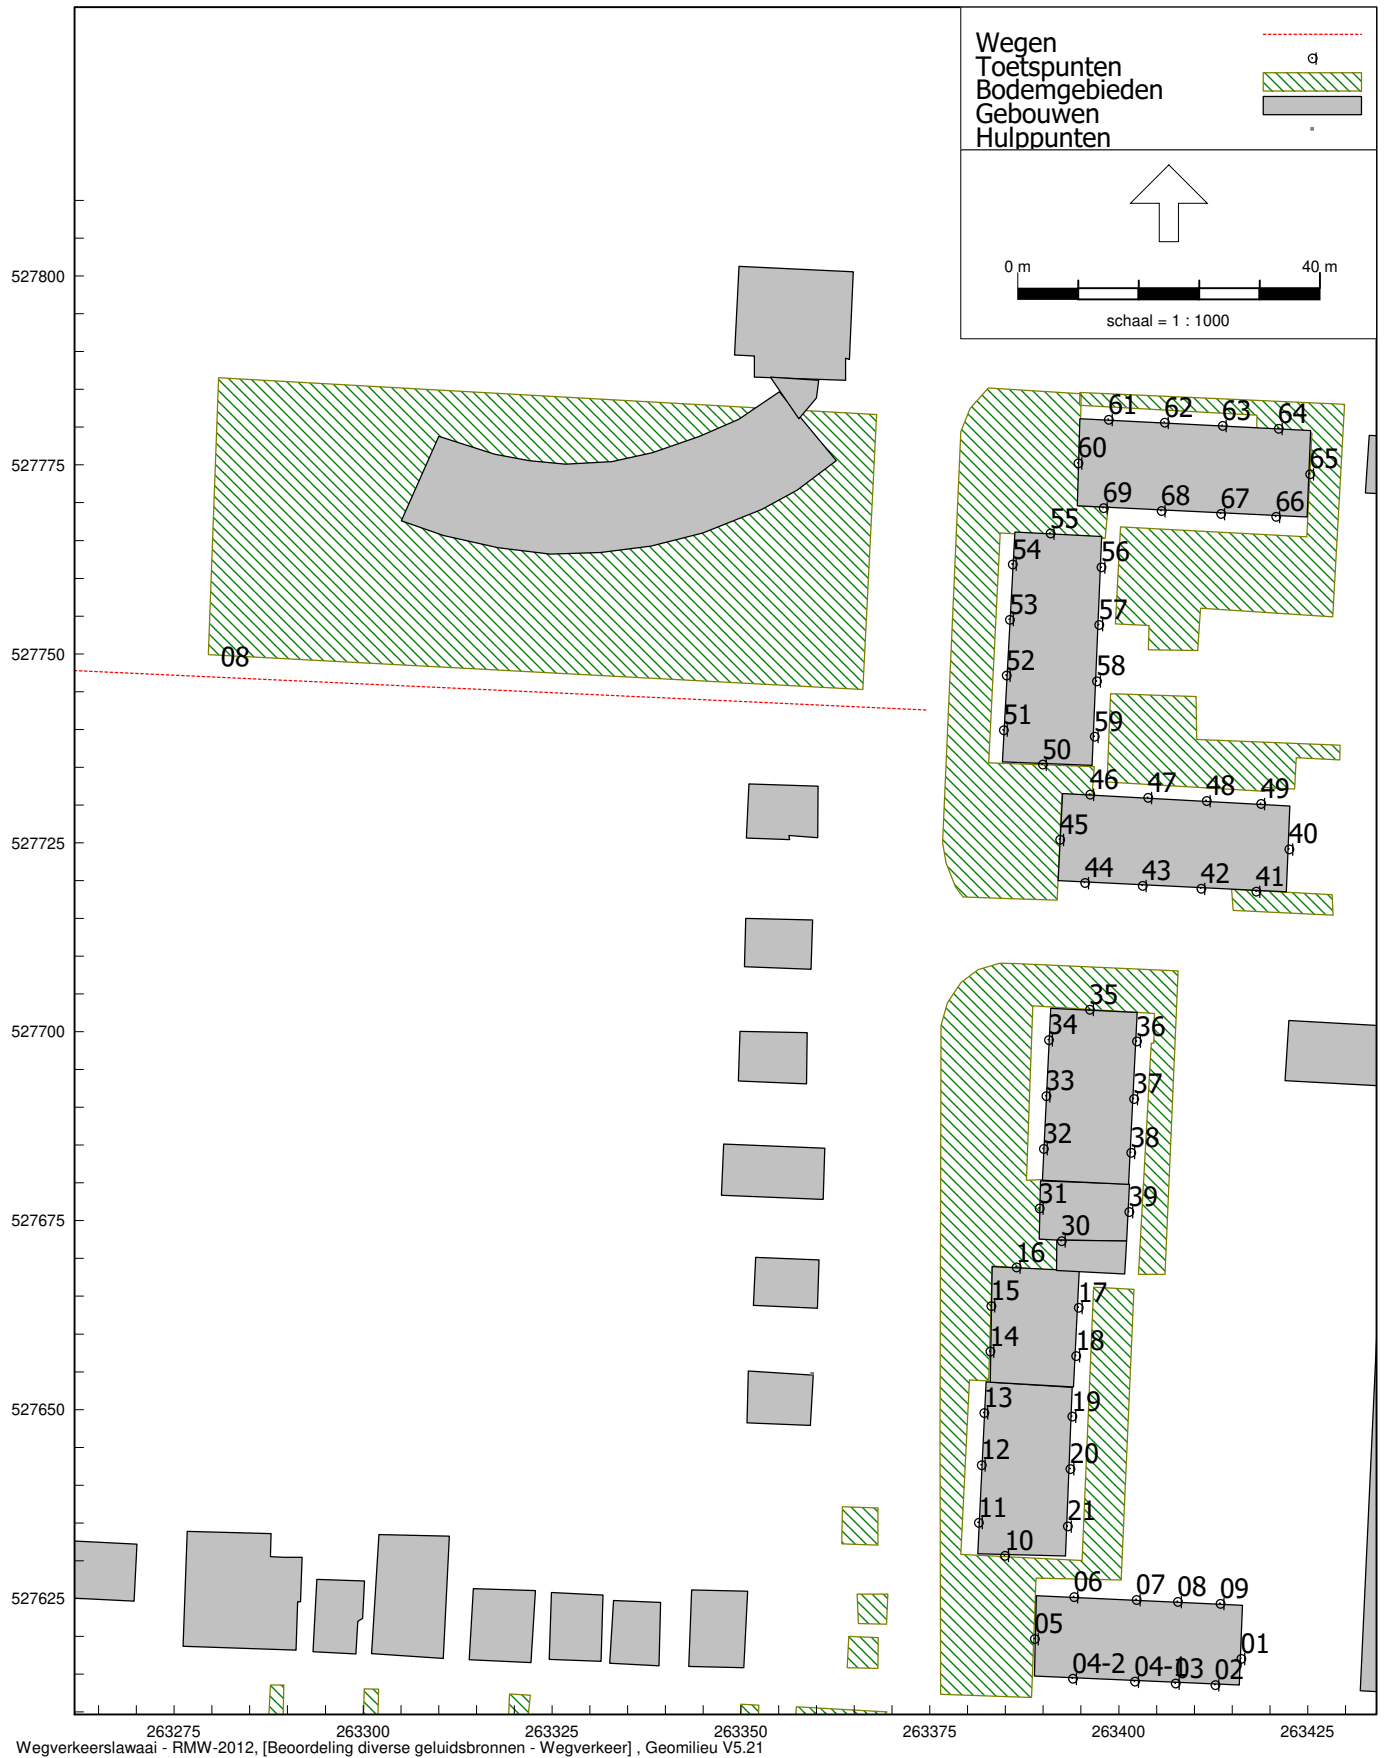 Wegen
Toetspunten
Bodemgebieden
Gebouwen
Hulppunten
0 m 40 m
schaal = 1 : 1000
527800
61 62 63 64
527775
60 65
69 68 67 66
55
54 56
53 57
527750
08
52 58
51 59
50
46 47 48 49
527725
45 40
44 43 42 41
35
527700
34 36
33 37
32 38
527675
31 39
30
16
15 17
14 18
527650
13 19
12 20
11 21
10
527625
06 07 08 09
05 01
04-2 04-1 03 02
263275 263300 263325 263350 263375 263400 263425
Wegverkeerslawaai - RMW-2012, [Beoordeling diverse geluidsbronnen - Wegverkeer] , Geomilieu V5.21